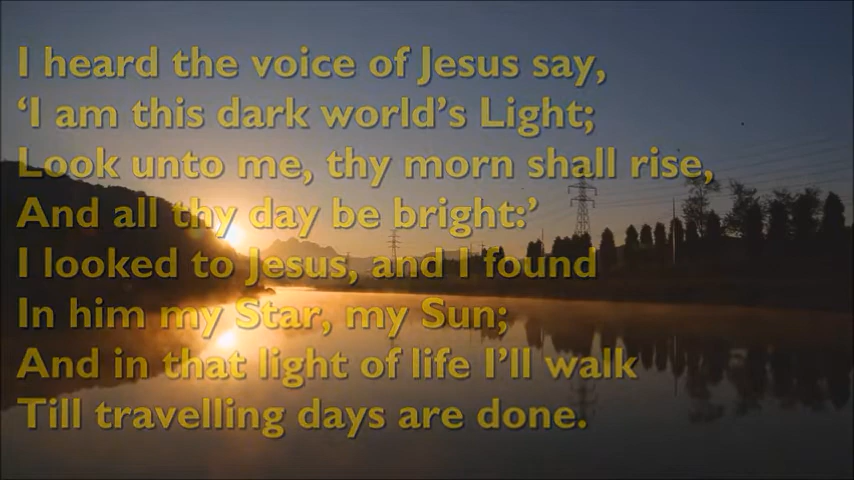 I heard the voice of Jesus say,
‘I am this dark world’s Light;
Look unto me, thy morn shall rise,
And all thy day be bright:’
I looked to Jesus, and I found
In him my Star, my Sun;
And in that light of life I’ll walk
Till travelling days are done.